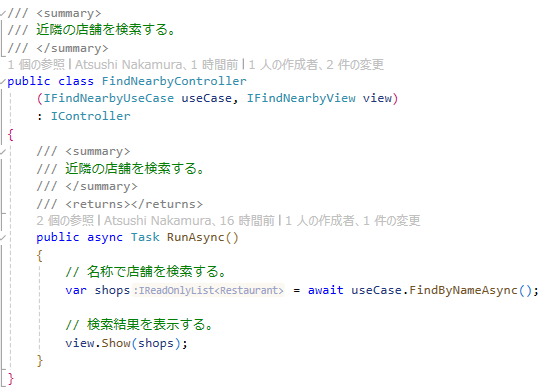 /// <summary>
/// 近隣の店舗を検索する。
/// </summary>
1 個の参照 | Atsushi Nakamura、1 時間前 | 1 人の作成者、2 件の変更
public class FindNearbyController
(IFindNearbyUseCase useCase, IFindNearbyView view)
: IController
{
/// <summary>
/// 近隣の店舗を検索する。
/// </summary>
/// <returns></returns>
2 個の参照 | Atsushi Nakamura、16 時間前 | 1 人の作成者、1 件の変更
public async Task RunAsync()
{
// 名称で店舗を検索する。
var shops:IReadOnlyList<Restaurant> = await useCase.FindByNameAsync();
// 検索結果を表示する。
view.Show(shops);
}
}